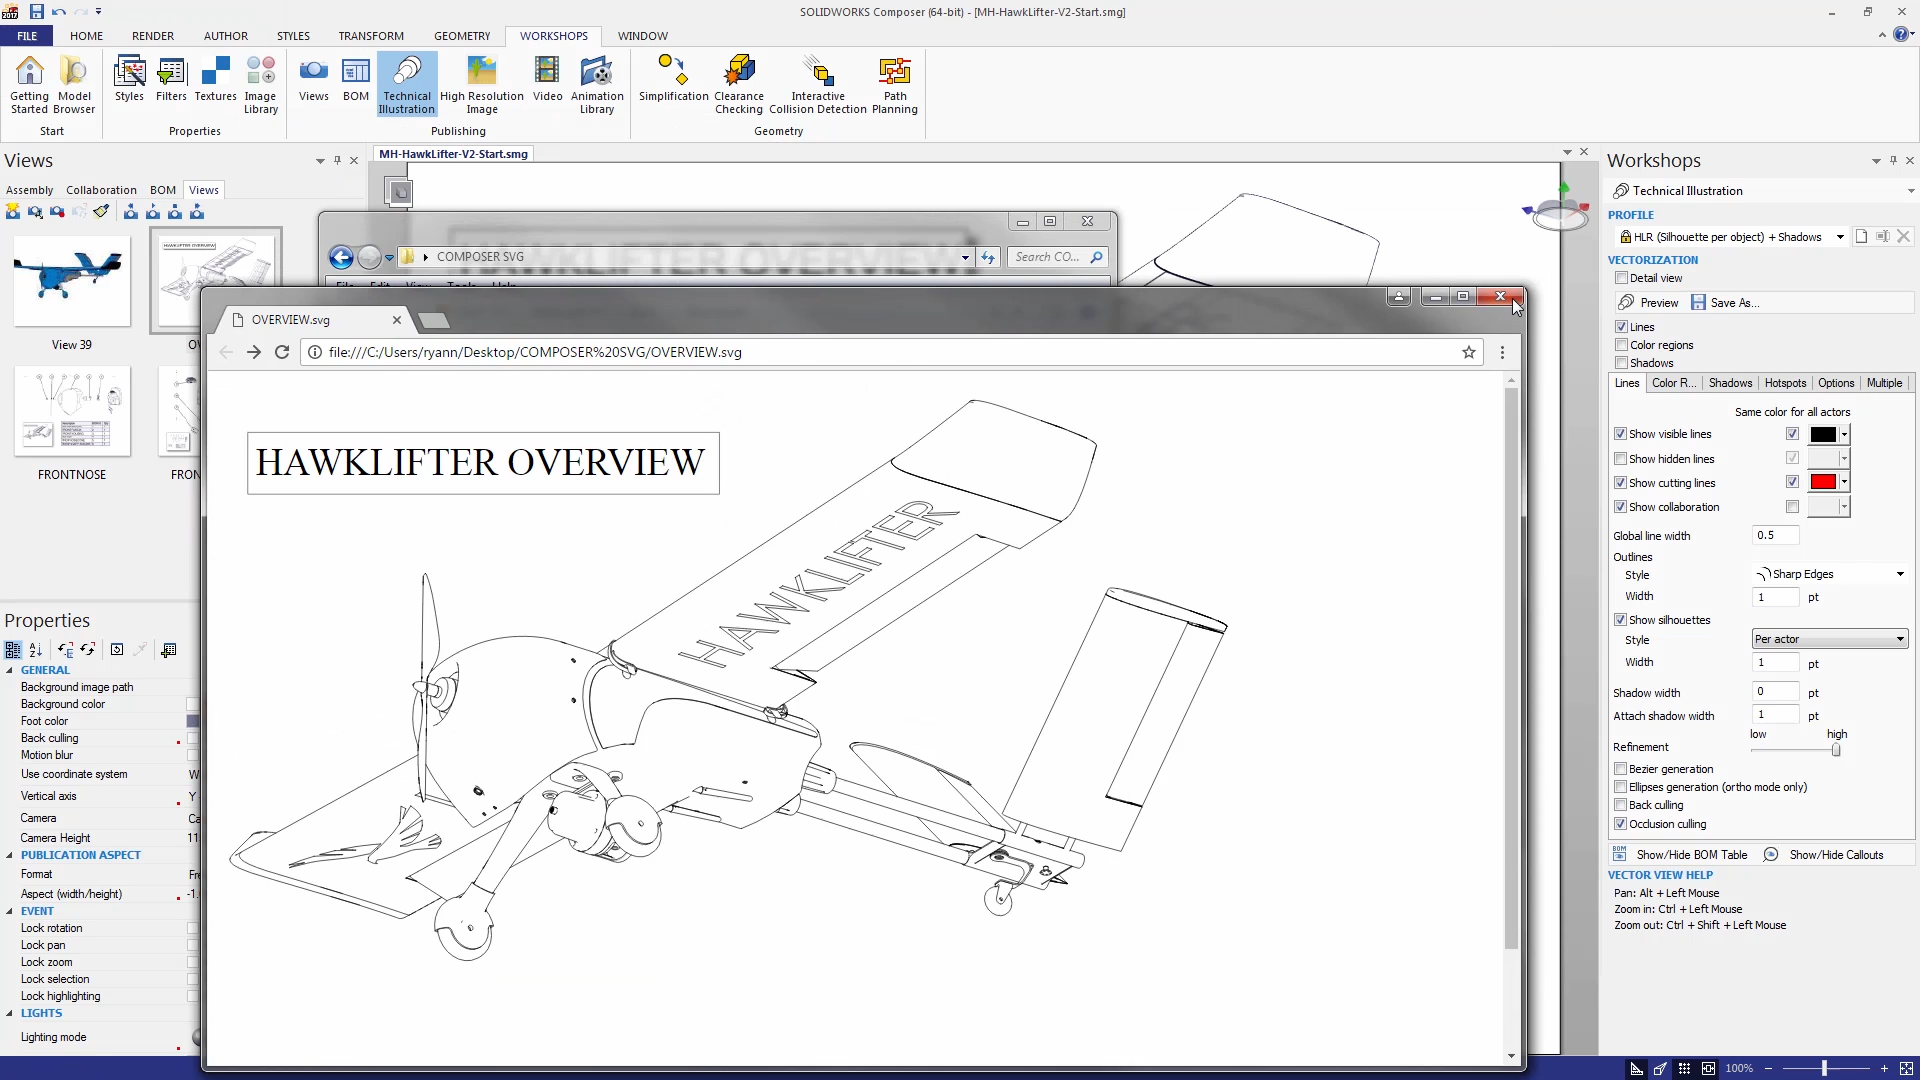 SOLIDWORKS Composer (64-bit) - [MH-HawkLifter-V2-Start.smg]
FILE HOME RENDER AUTHOR STYLES TRANSFORM GEOMETRY WORKSHOPS WINDOW
Getting Started
Model Browser
Styles
Filters
Textures
Image Library
Views
BOM
Technical Illustration
High Resolution Image
Video
Animation Library
Simplification
Clearance Checking
Interactive Collision Detection
Path Planning
Start
Properties
Publishing
Geometry
Views
Assembly Collaboration BOM Views
View 39
FRONTNOSE
Properties
GENERAL
Background image path
Background color
Foot color
Back culling
Motion blur
Use coordinate system
Vertical axis Y
Camera
Camera Height
PUBLICATION ASPECT
Format
Aspect (width/height)
EVENT
Lock rotation
Lock pan
Lock zoom
Lock selection
Lock highlighting
LIGHTS
Lighting mode
MH-HawkLifter-V2-Start.smg
COMPOSER SVG
Search CO...
File Edit View Tools Help
OVERVIEW.svg
file:///C:/Users/ryann/Desktop/COMPOSER%20SVG/OVERVIEW.svg
HAWKLIFTER OVERVIEW
HAWKLIFTER
Workshops
Technical Illustration
PROFILE
HLR (Silhouette per object) + Shadows
VECTORIZATION
Detail view
Preview Save As...
Lines
Color regions
Shadows
Lines Color R... Shadows Hotspots Options Multiple
Same color for all actors
Show visible lines
Show hidden lines
Show cutting lines
Show collaboration
Global line width 0.5
Outlines
Style Sharp Edges
Width 1 pt
Show silhouettes
Style Per actor
Width 1 pt
Shadow width 0 pt
Attach shadow width 1 pt
low high
Refinement
Bezier generation
Ellipses generation (ortho mode only)
Back culling
Occlusion culling
Show/Hide BOM Table Show/Hide Callouts
VECTOR VIEW HELP
Pan: Alt + Left Mouse
Zoom in: Ctrl + Left Mouse
Zoom out: Ctrl + Shift + Left Mouse
100%